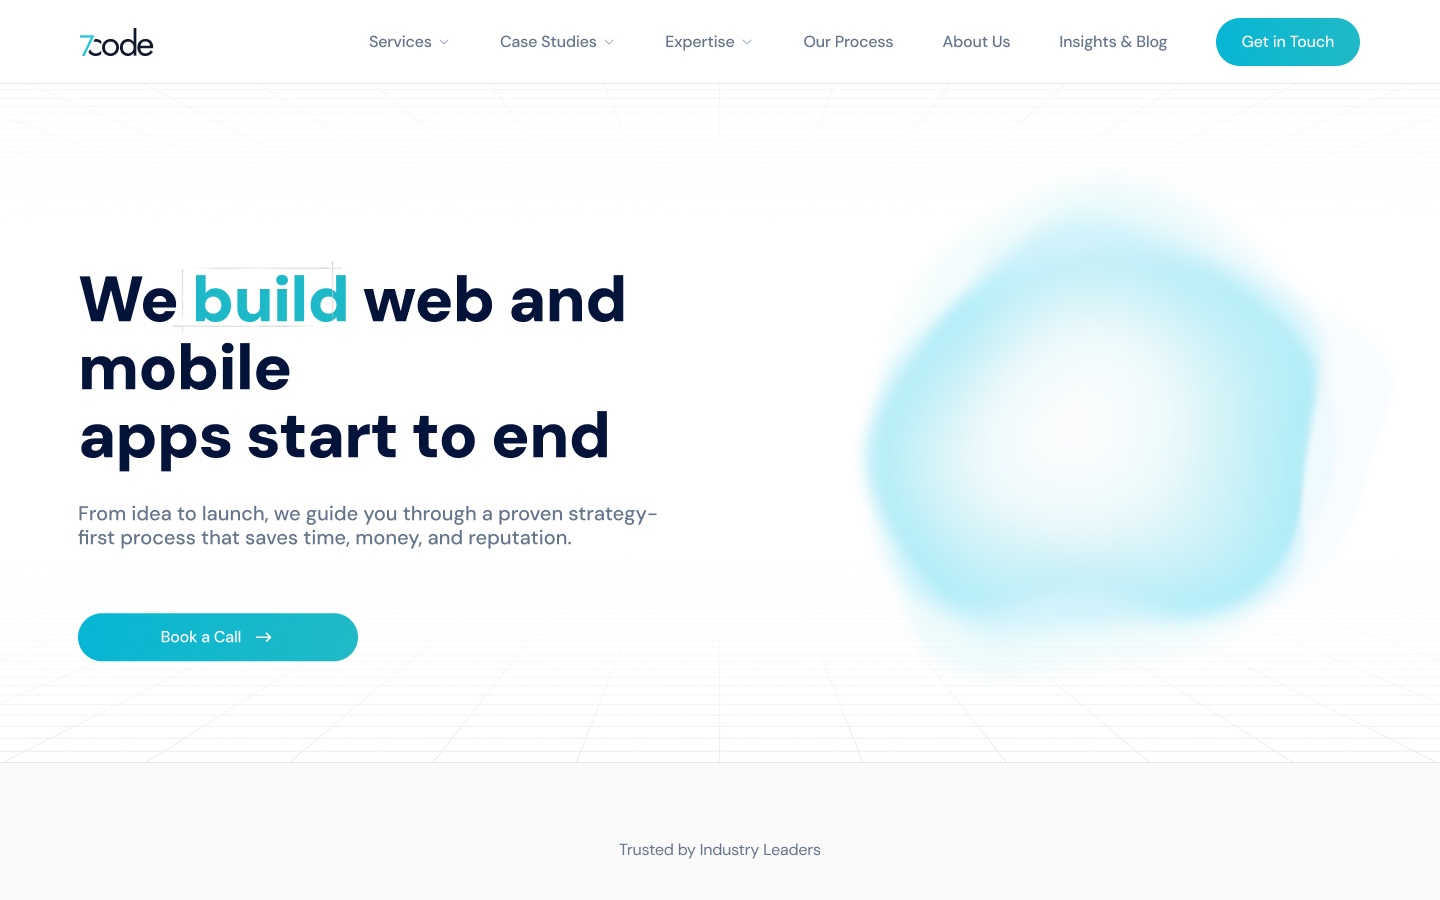 7code
Services
Case Studies
Expertise
Our Process
About Us
Insights & Blog
Get in Touch
We build web and
mobile
apps start to end
From idea to launch, we guide you through a proven strategy-
first process that saves time, money, and reputation.
Book a Call
Trusted by Industry Leaders